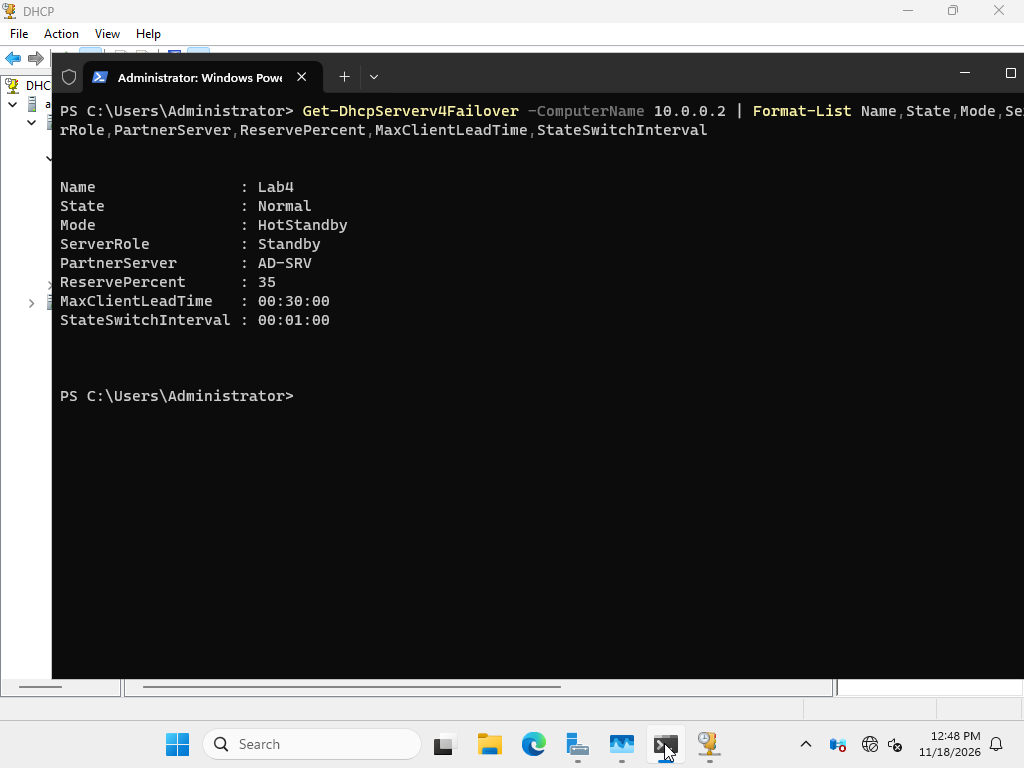 DHCP
File Action View Help
Administrator: Windows Powe
DHC
a
PS C:\Users\Administrator> Get-DhcpServerv4Failover -ComputerName 10.0.0.2 | Format-List Name,State,Mode,Se
rRole,PartnerServer,ReservePercent,MaxClientLeadTime,StateSwitchInterval
Name : Lab4
State : Normal
Mode : HotStandby
ServerRole : Standby
PartnerServer : AD-SRV
ReservePercent : 35
MaxClientLeadTime : 00:30:00
StateSwitchInterval : 00:01:00
PS C:\Users\Administrator>
Search
12:48 PM
11/18/2026